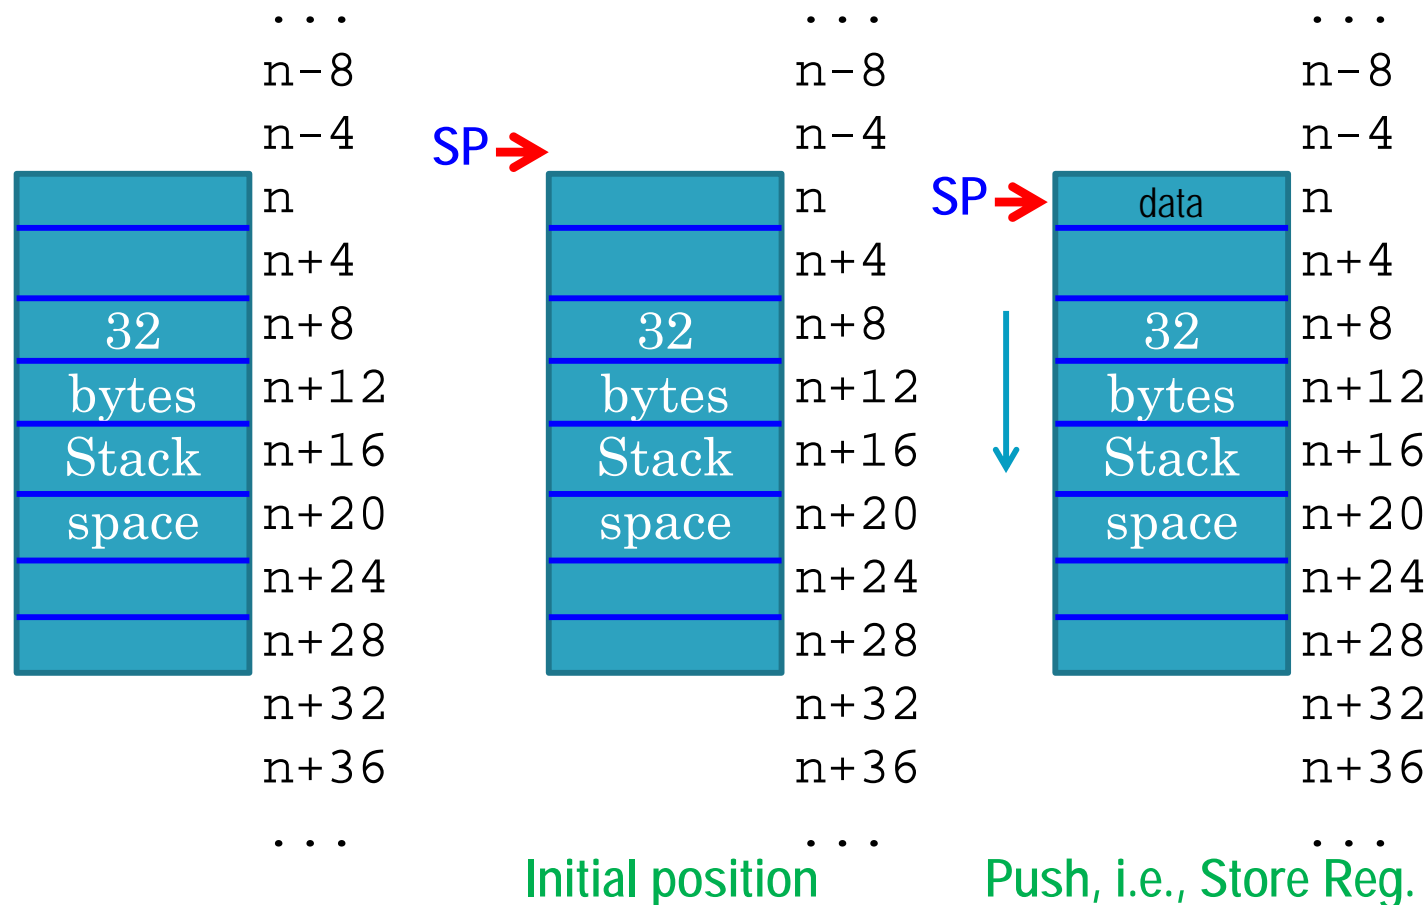 ...
n-8
n-4
n
n+4
n+8
n+12
n+16
n+20
n+24
n+28
n+32
n+36
...
32
bytes
Stack
space
...
n-8
n-4
n
n+4
n+8
n+12
n+16
n+20
n+24
n+28
n+32
n+36
...
SP
32
bytes
Stack
space
Initial position
...
n-8
n-4
n
n+4
n+8
n+12
n+16
n+20
n+24
n+28
n+32
n+36
...
SP
data
32
bytes
Stack
space
Push, i.e., Store Reg.